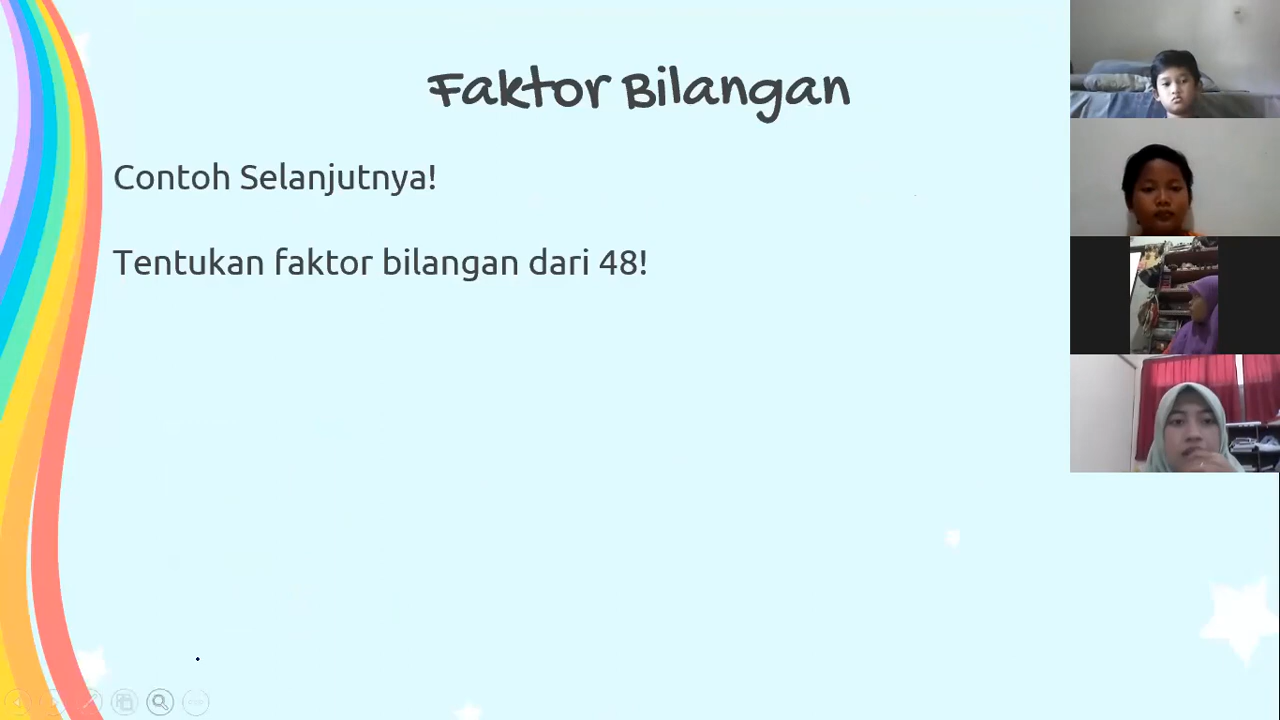 Faktor Bilangan
Contoh Selanjutnya!
Tentukan faktor bilangan dari 48!